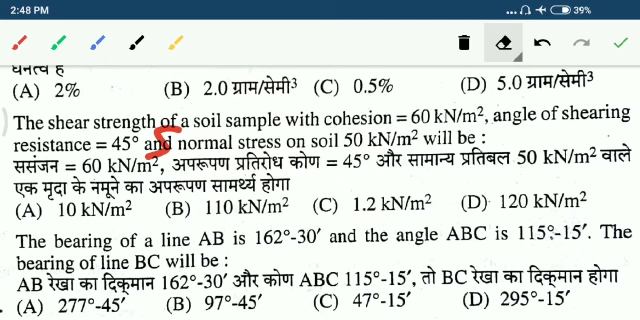 2:48 PM ... 39%
घनत्व है
(A) 2% (B) 2.0 ग्राम/सेमी³ (C) 0.5% (D) 5.0 ग्राम/सेमी³
The shear strength of a soil sample with cohesion = 60 kN/m², angle of shearing
resistance = 45° and normal stress on soil 50 kN/m² will be :
ससंजन = 60 kN/m², अपरूपण प्रतिरोध कोण = 45° और सामान्य प्रतिबल 50 kN/m² वाले
एक मृदा के नमूने का अपरूपण सामर्थ्य होगा
(A) 10 kN/m² (B) 110 kN/m² (C) 1.2 kN/m² (D) 120 kN/m²
The bearing of a line AB is 162°-30′ and the angle ABC is 115°-15′. The
bearing of line BC will be :
AB रेखा का दिक्‌मान 162°-30′ और कोण ABC 115°-15′, तो BC रेखा का दिक्‌मान होगा
(A) 277°-45′ (B) 97°-45′ (C) 47°-15′ (D) 295°-15′